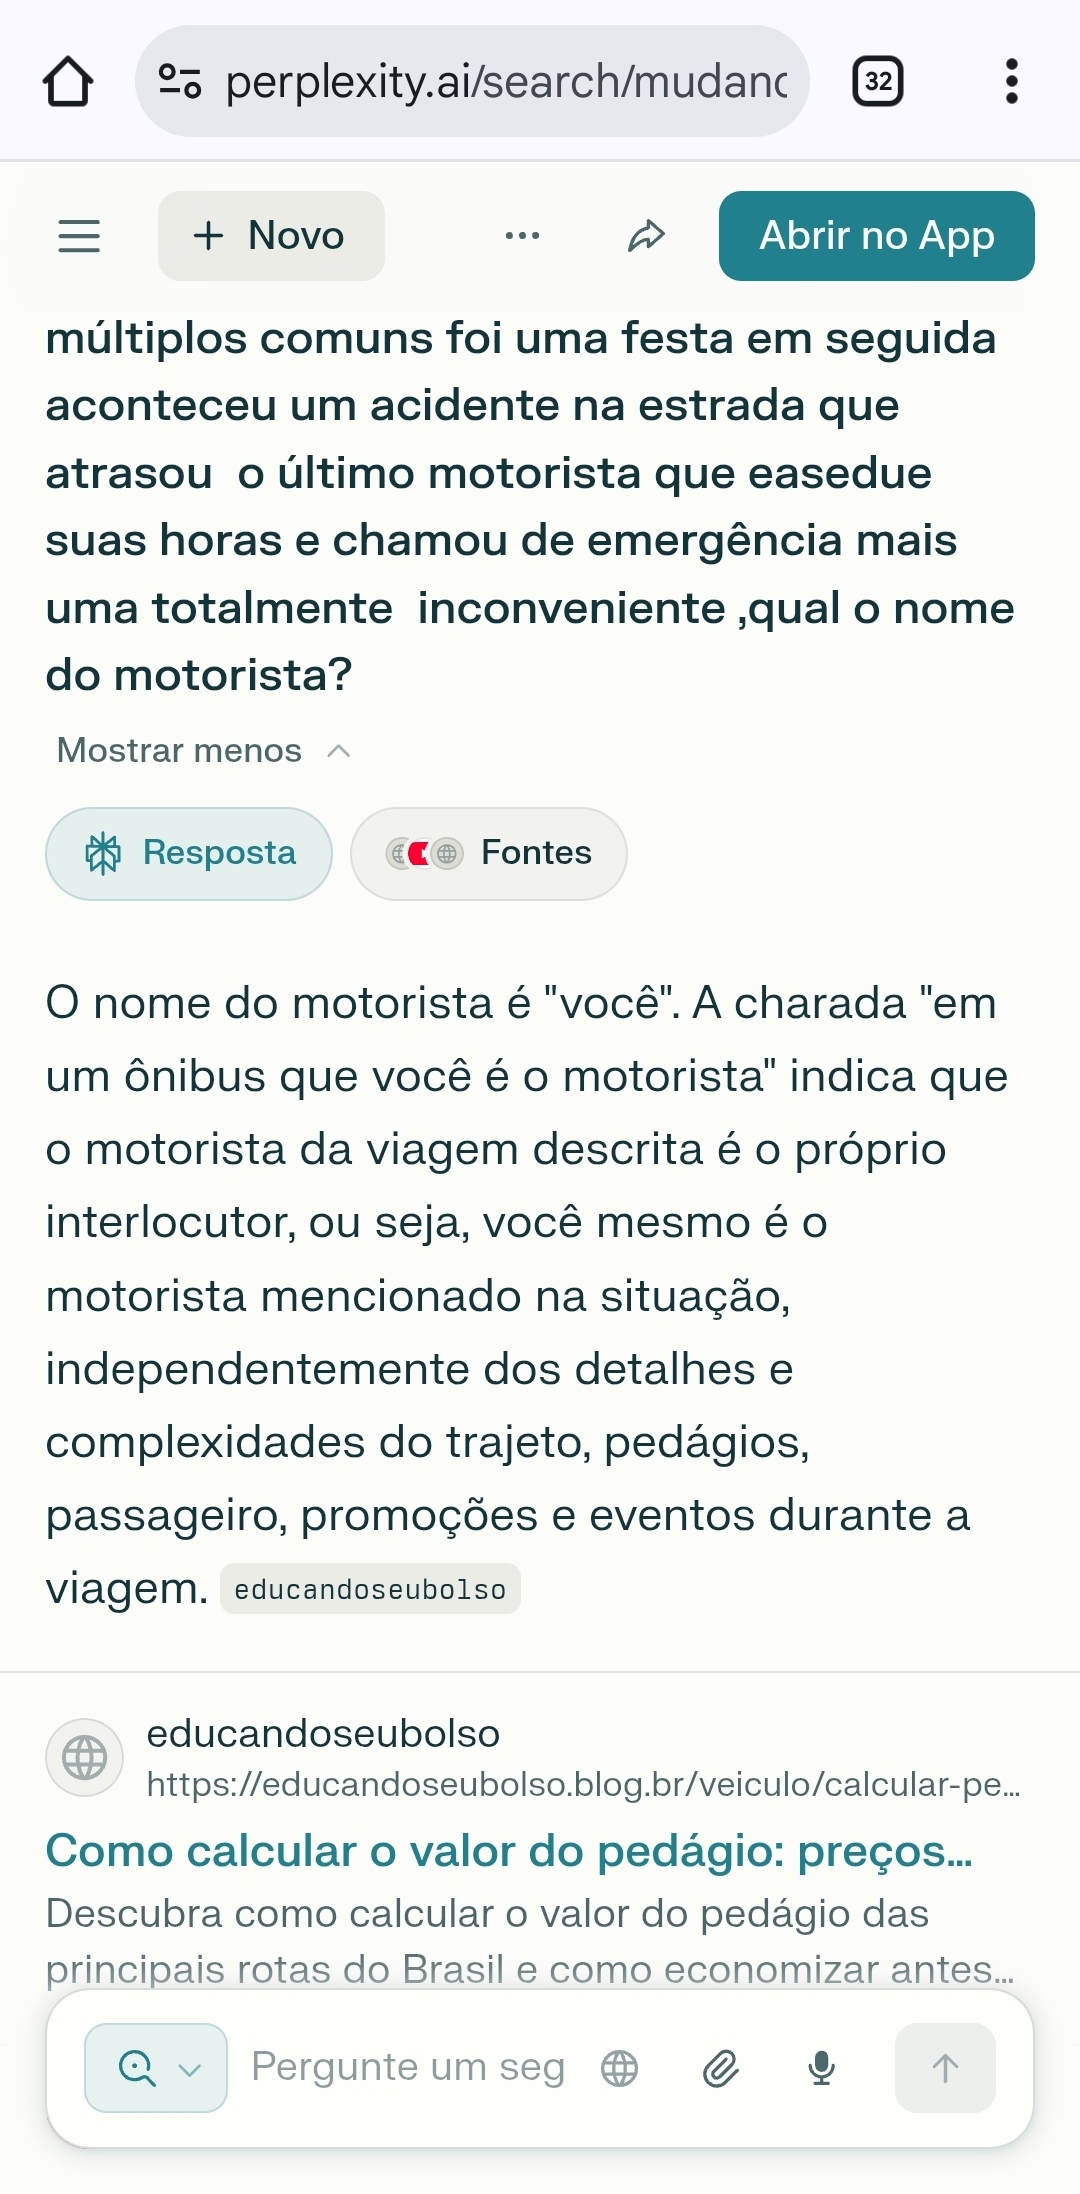 perplexity.ai/search/mudanc
32
+ Novo
Abrir no App
múltiplos comuns foi uma festa em seguida
aconteceu um acidente na estrada que
atrasou  o último motorista que easedue
suas horas e chamou de emergência mais
uma totalmente  inconveniente ,qual o nome
do motorista?
Mostrar menos
Resposta
Fontes
O nome do motorista é "você". A charada "em
um ônibus que você é o motorista" indica que
o motorista da viagem descrita é o próprio
interlocutor, ou seja, você mesmo é o
motorista mencionado na situação,
independentemente dos detalhes e
complexidades do trajeto, pedágios,
passageiro, promoções e eventos durante a
viagem. educandoseubolso
educandoseubolso
https://educandoseubolso.blog.br/veiculo/calcular-pe...
Como calcular o valor do pedágio: preços...
Descubra como calcular o valor do pedágio das
principais rotas do Brasil e como economizar antes...
Pergunte um seg